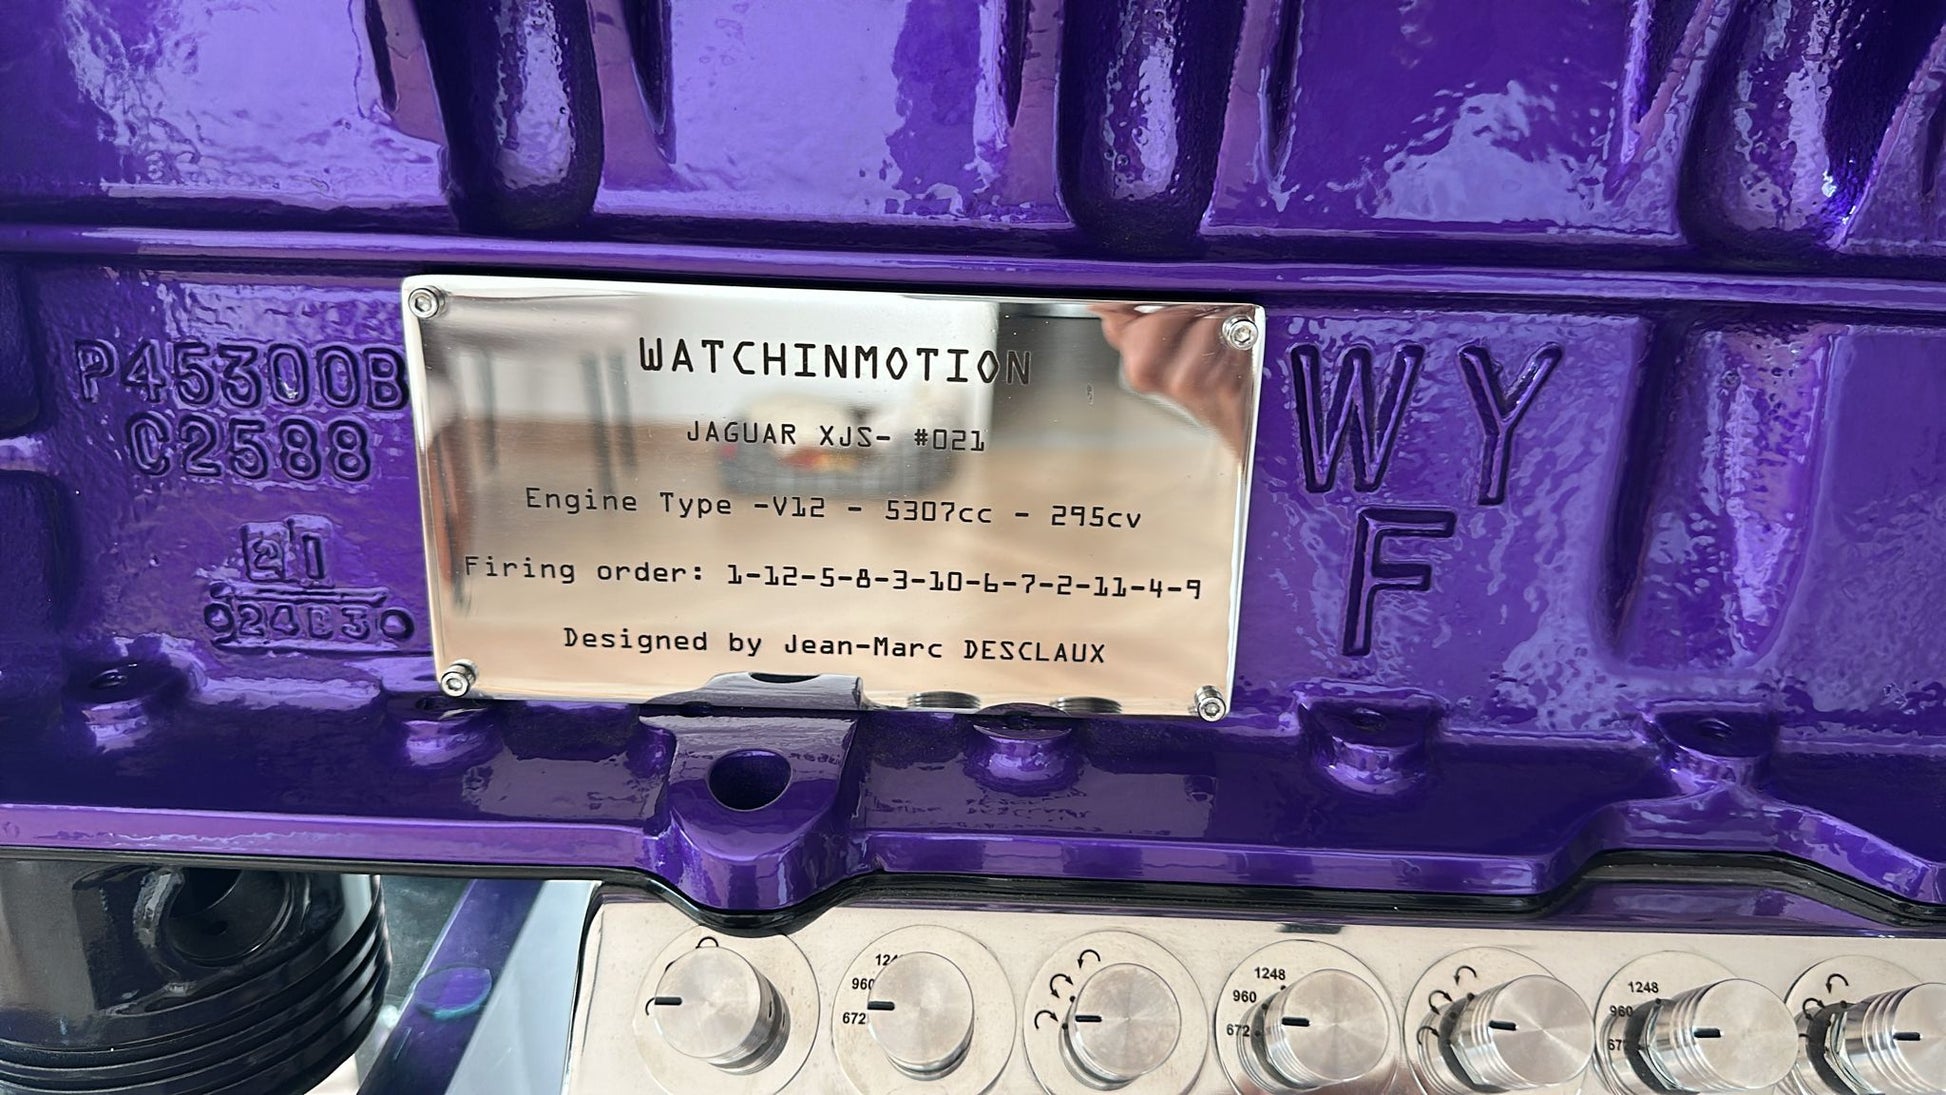 P45300B
C2588
WATCHINMOTION
JAGUAR XJS- #021
Engine Type -V12 - 5307cc - 295cv
Firing order: 1-12-5-8-3-10-6-7-2-11-4-9
Designed by Jean-Marc DESCLAUX
WY
F
21
960
672
1248
960
672
1248
960